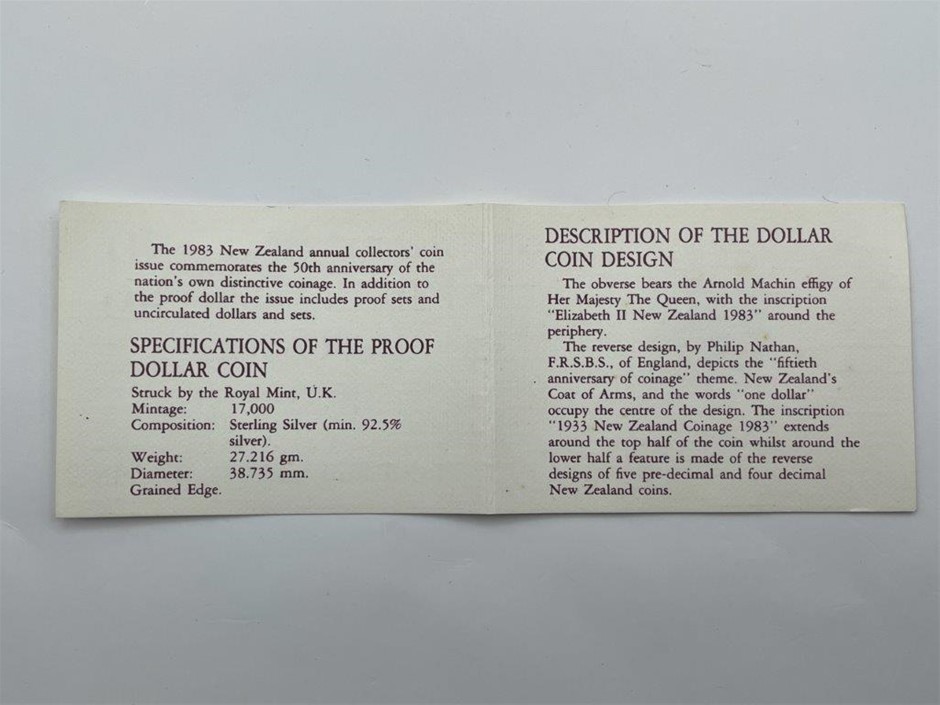 The 1983 New Zealand annual collectors' coin
issue commemorates the 50th anniversary of the
nation's own distinctive coinage. In addition to
the proof dollar the issue includes proof sets and
uncirculated dollars and sets.
SPECIFICATIONS OF THE PROOF
DOLLAR COIN
Struck by the Royal Mint, U.K.
Mintage: 17,000
Composition: Sterling Silver (min. 92.5%
silver).
Weight: 27.216 gm.
Diameter: 38.735 mm.
Grained Edge.
DESCRIPTION OF THE DOLLAR
COIN DESIGN
The obverse bears the Arnold Machin effigy of
Her Majesty The Queen, with the inscription
"Elizabeth II New Zealand 1983" around the
periphery.
The reverse design, by Philip Nathan,
F.R.S.B.S., of England, depicts the "fiftieth
anniversary of coinage" theme. New Zealand's
Coat of Arms, and the words "one dollar"
occupy the centre of the design. The inscription
"1933 New Zealand Coinage 1983" extends
around the top half of the coin whilst around the
lower half a feature is made of the reverse
designs of five pre-decimal and four decimal
New Zealand coins.